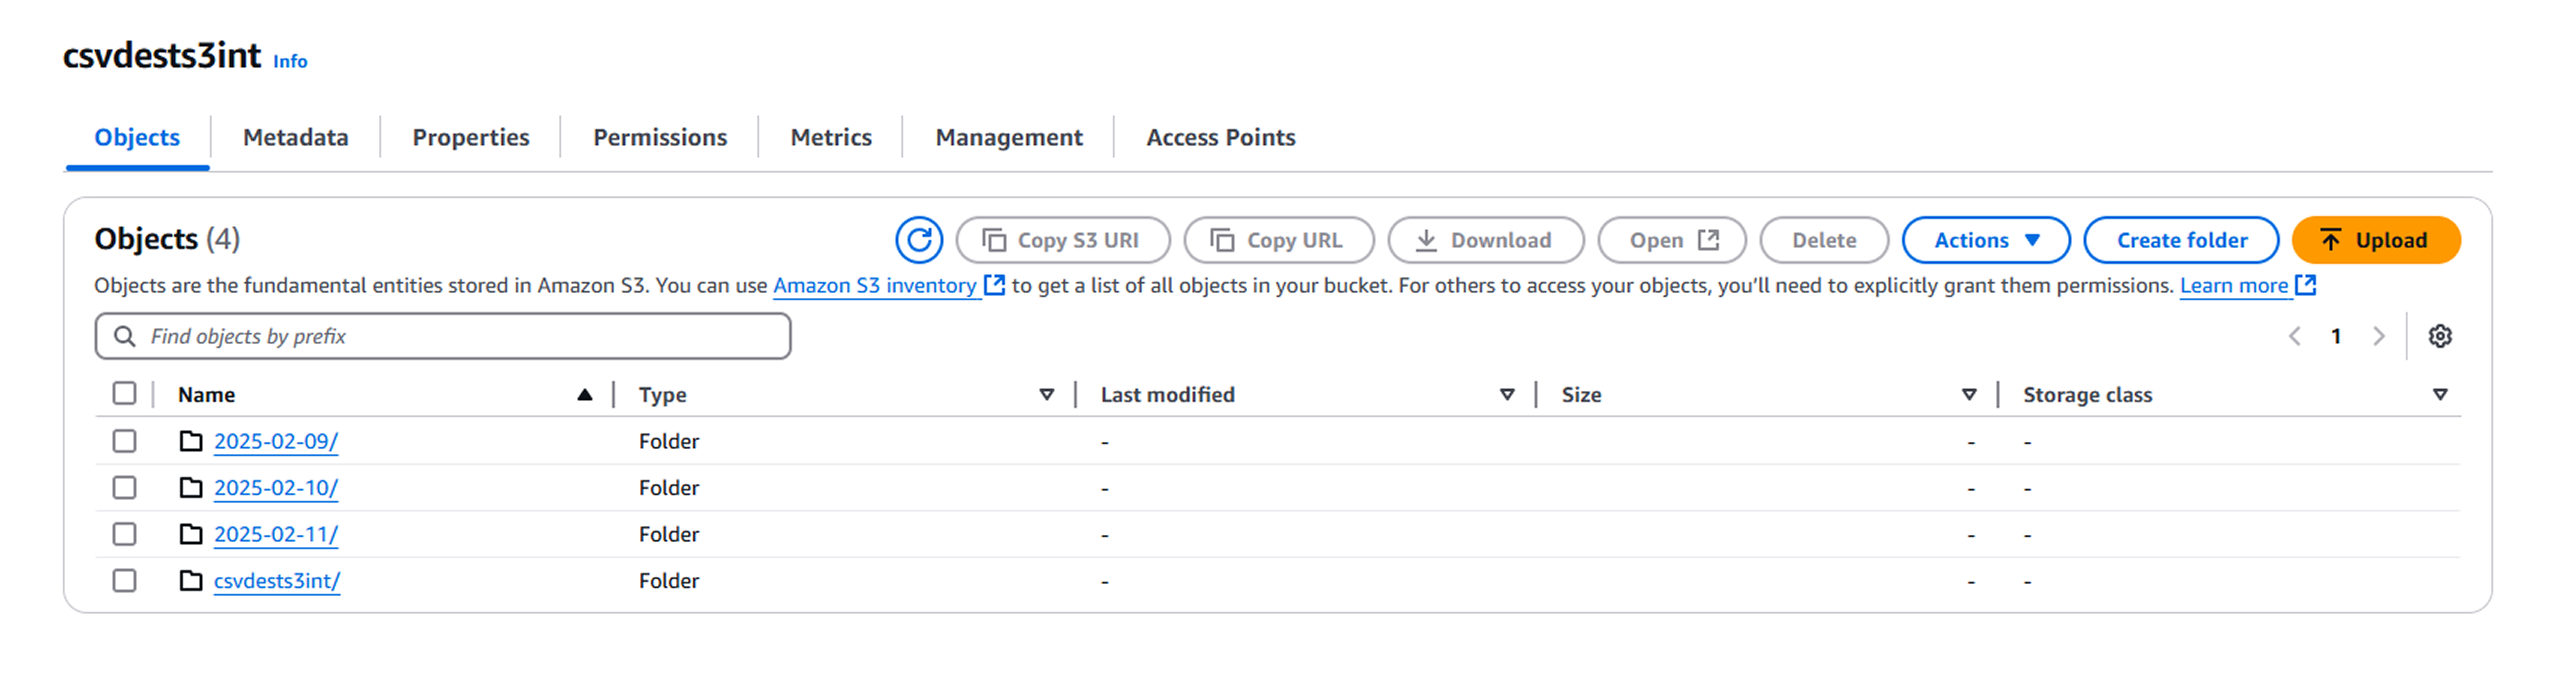 csvdests3int Info
Objects Metadata Properties Permissions Metrics Management Access Points
Objects (4) Copy S3 URI Copy URL Download Open Delete Actions Create folder Upload
Objects are the fundamental entities stored in Amazon S3. You can use Amazon S3 inventory to get a list of all objects in your bucket. For others to access your objects, you’ll need to explicitly grant them permissions. Learn more
Find objects by prefix 1
Name Type Last modified Size Storage class
2025-02-09/ Folder - - -
2025-02-10/ Folder - - -
2025-02-11/ Folder - - -
csvdests3int/ Folder - - -